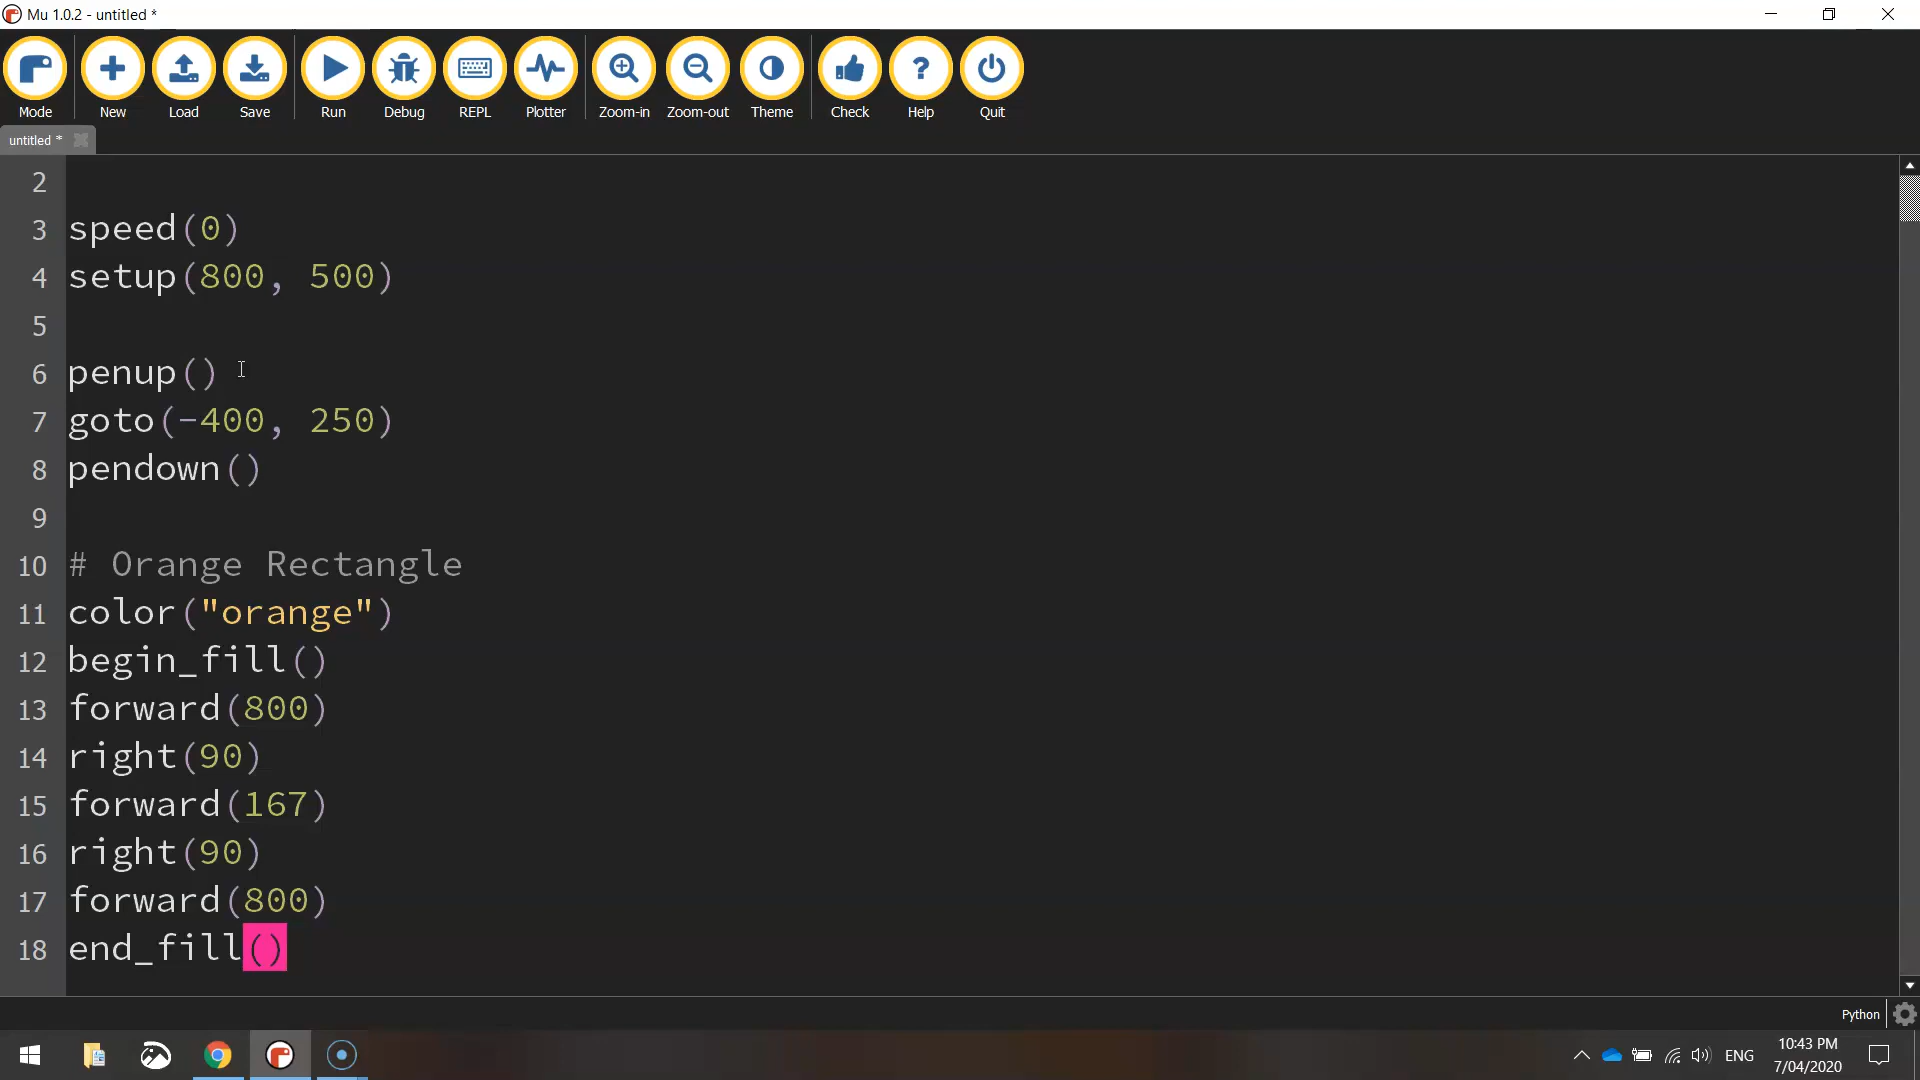 Mu 1.0.2 - untitled *
Mode New Load Save Run Debug REPL Plotter Zoom-in Zoom-out Theme Check Help Quit
untitled *
2
3 speed(0)
4 setup(800, 500)
5
6 penup()
7 goto(-400, 250)
8 pendown()
9
10 # Orange Rectangle
11 color("orange")
12 begin_fill()
13 forward(800)
14 right(90)
15 forward(167)
16 right(90)
17 forward(800)
18 end_fill()
Python
ENG
10:43 PM
7/04/2020